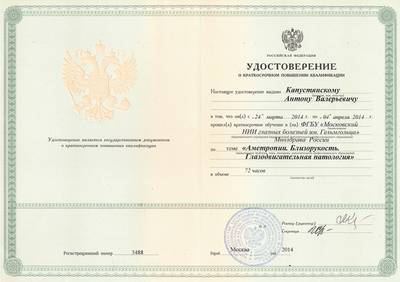 РОССИЙСКАЯ ФЕДЕРАЦИЯ
УДОСТОВЕРЕНИЕ
О КРАТКОСРОЧНОМ ПОВЫШЕНИИ КВАЛИФИКАЦИИ
Настоящее удостоверение выдано Капустянскому
Антону Валерьевичу
в том, что он(а) с «24» марта 2014 г. по «04» апреля 2014 г.
прошел(а) краткосрочное обучение в (на) ФГБУ «Московский
НИИ глазных болезней им. Гельмгольца»
Минздрава России
по теме «Аметропии. Близорукость.
Глазодвигательная патология»
в объеме 72 часов
Удостоверение является государственным документом
о краткосрочном повышении квалификации
Ректор (директор)
Секретарь
Регистрационный номер 3488
Город Москва 2014